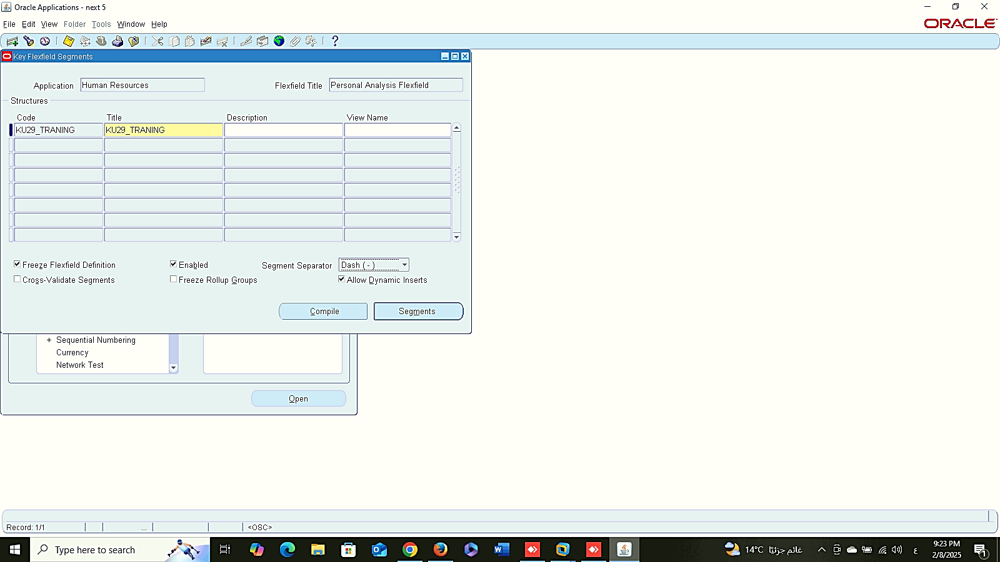 Oracle Applications - next 5
File Edit View Folder Tools Window Help
ORACLE
Key Flexfield Segments
Application Human Resources Flexfield Title Personal Analysis Flexfield
Structures
Code Title Description View Name
KU29_TRANING KU29_TRANING
Freeze Flexfield Definition Enabled Segment Separator Dash ( - )
Cross-Validate Segments Freeze Rollup Groups Allow Dynamic Inserts
Compile Segments
+ Sequential Numbering
Currency
Network Test
Open
Record: 1/1 ... <OSC>
Type here to search
14°C غائم جزئيًا
ع
9:23 PM
2/8/2025
1